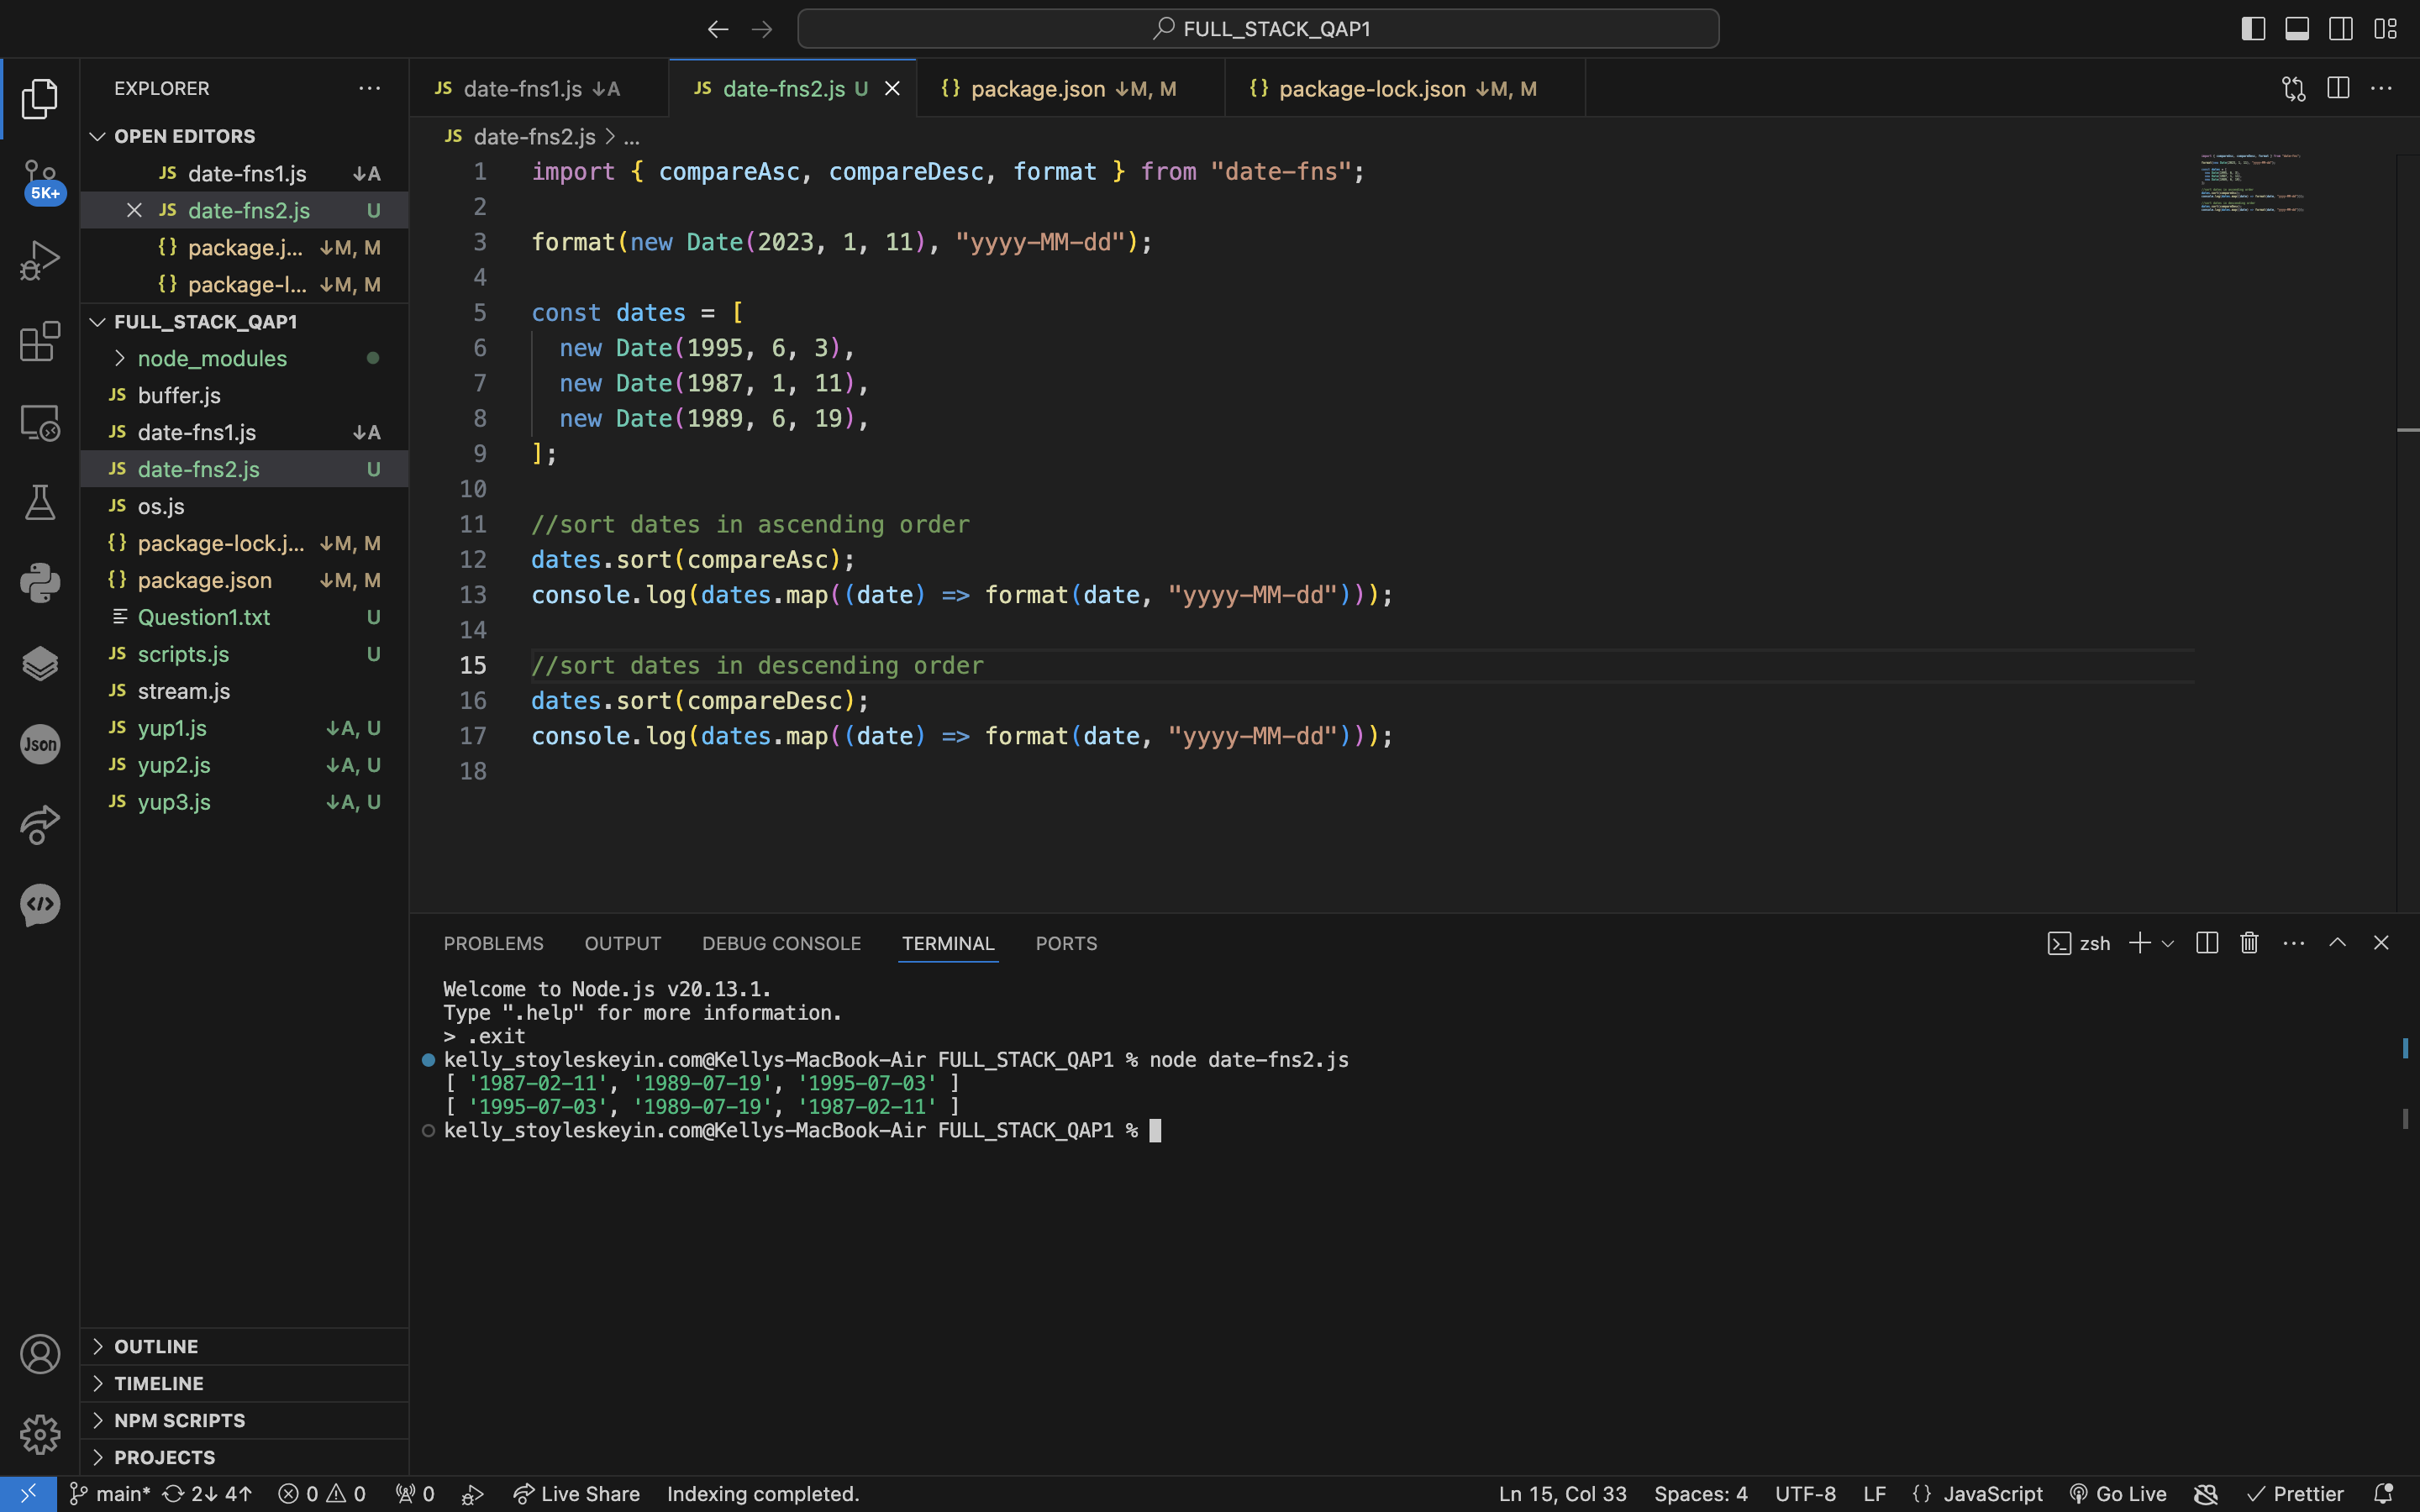 FULL_STACK_QAP1
EXPLORER
OPEN EDITORS
JS date-fns1.js ↓A
JS date-fns2.js U
{} package.j... ↓M, M
{} package-l... ↓M, M
FULL_STACK_QAP1
node_modules
JS buffer.js
JS date-fns1.js ↓A
JS date-fns2.js U
JS os.js
{} package-lock.j... ↓M, M
{} package.json ↓M, M
Question1.txt U
JS scripts.js U
JS stream.js
JS yup1.js ↓A, U
JS yup2.js ↓A, U
JS yup3.js ↓A, U
OUTLINE
TIMELINE
NPM SCRIPTS
PROJECTS
5K+
Json
JS date-fns1.js ↓A
JS date-fns2.js U
{} package.json ↓M, M
{} package-lock.json ↓M, M
JS date-fns2.js > ...
1 import { compareAsc, compareDesc, format } from "date-fns";
2
3 format(new Date(2023, 1, 11), "yyyy-MM-dd");
4
5 const dates = [
6 new Date(1995, 6, 3),
7 new Date(1987, 1, 11),
8 new Date(1989, 6, 19),
9 ];
10
11 //sort dates in ascending order
12 dates.sort(compareAsc);
13 console.log(dates.map((date) => format(date, "yyyy-MM-dd")));
14
15 //sort dates in descending order
16 dates.sort(compareDesc);
17 console.log(dates.map((date) => format(date, "yyyy-MM-dd")));
18
PROBLEMS OUTPUT DEBUG CONSOLE TERMINAL PORTS
zsh
Welcome to Node.js v20.13.1.
Type ".help" for more information.
> .exit
kelly_stoyleskeyin.com@Kellys-MacBook-Air FULL_STACK_QAP1 % node date-fns2.js
[ '1987-02-11', '1989-07-19', '1995-07-03' ]
[ '1995-07-03', '1989-07-19', '1987-02-11' ]
kelly_stoyleskeyin.com@Kellys-MacBook-Air FULL_STACK_QAP1 %
main* 2↓ 4↑ 0 0 0 Live Share Indexing completed. Ln 15, Col 33 Spaces: 4 UTF-8 LF {} JavaScript Go Live Prettier